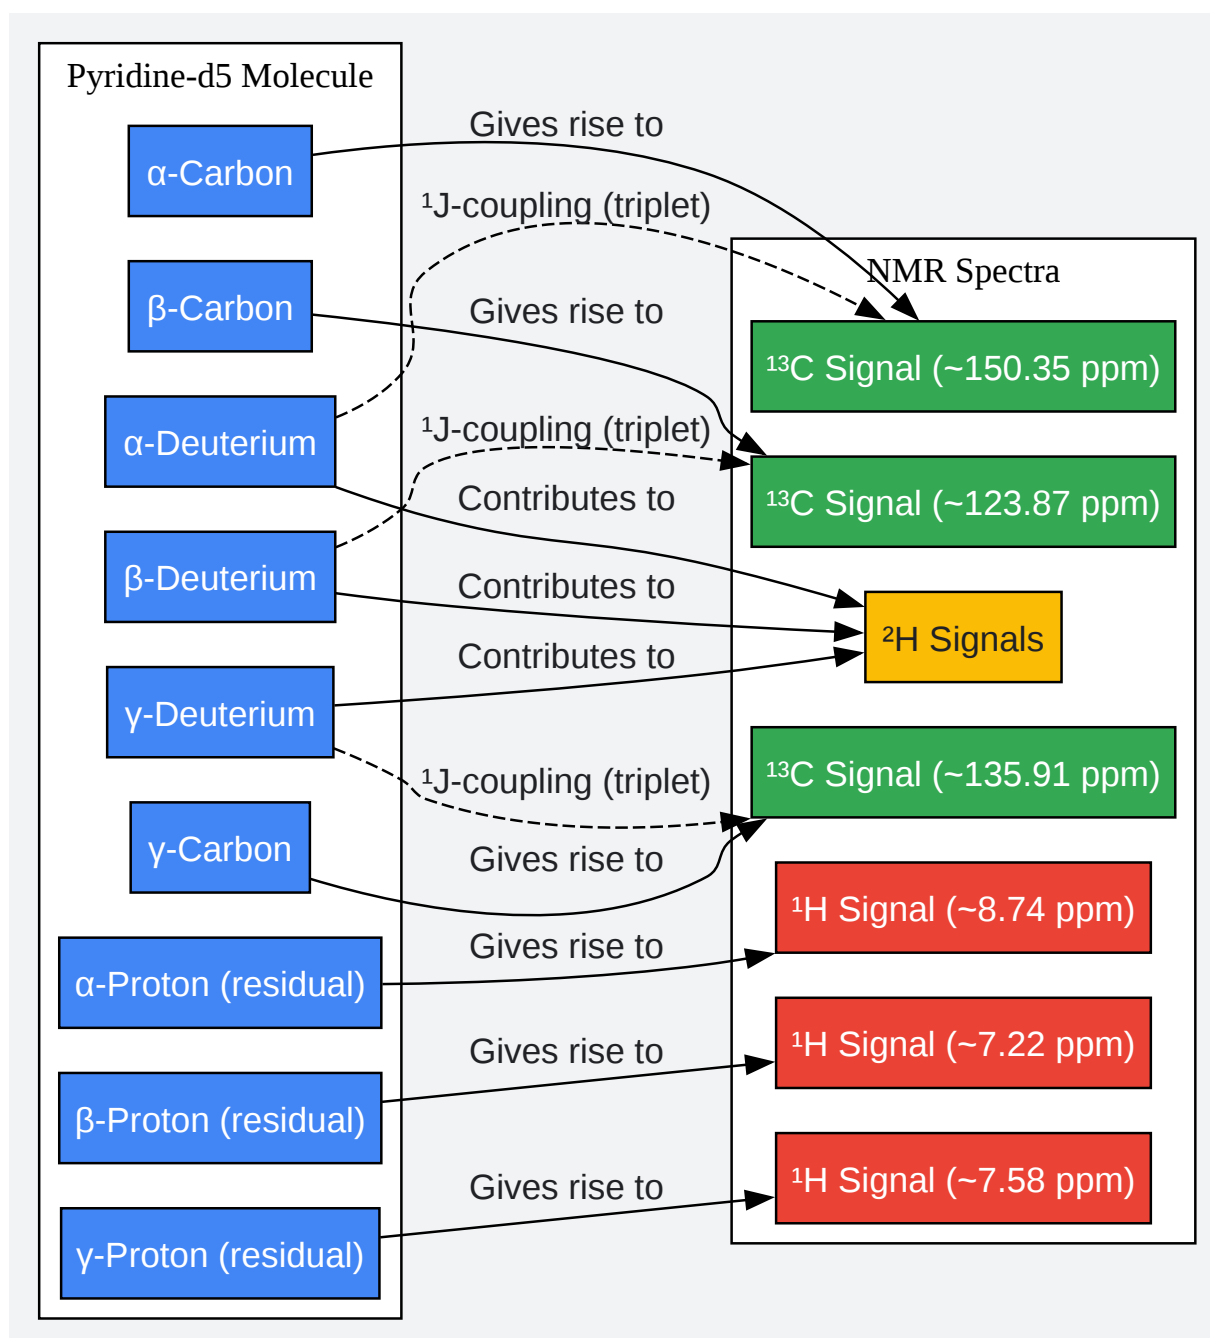 Pyridine-d5 Molecule
α-Carbon
β-Carbon
α-Deuterium
β-Deuterium
γ-Deuterium
γ-Carbon
α-Proton (residual)
β-Proton (residual)
γ-Proton (residual)
Gives rise to
¹J-coupling (triplet)
Gives rise to
¹J-coupling (triplet)
Contributes to
Contributes to
Contributes to
¹J-coupling (triplet)
Gives rise to
Gives rise to
Gives rise to
Gives rise to
NMR Spectra
¹³C Signal (~150.35 ppm)
¹³C Signal (~123.87 ppm)
²H Signals
¹³C Signal (~135.91 ppm)
¹H Signal (~8.74 ppm)
¹H Signal (~7.22 ppm)
¹H Signal (~7.58 ppm)